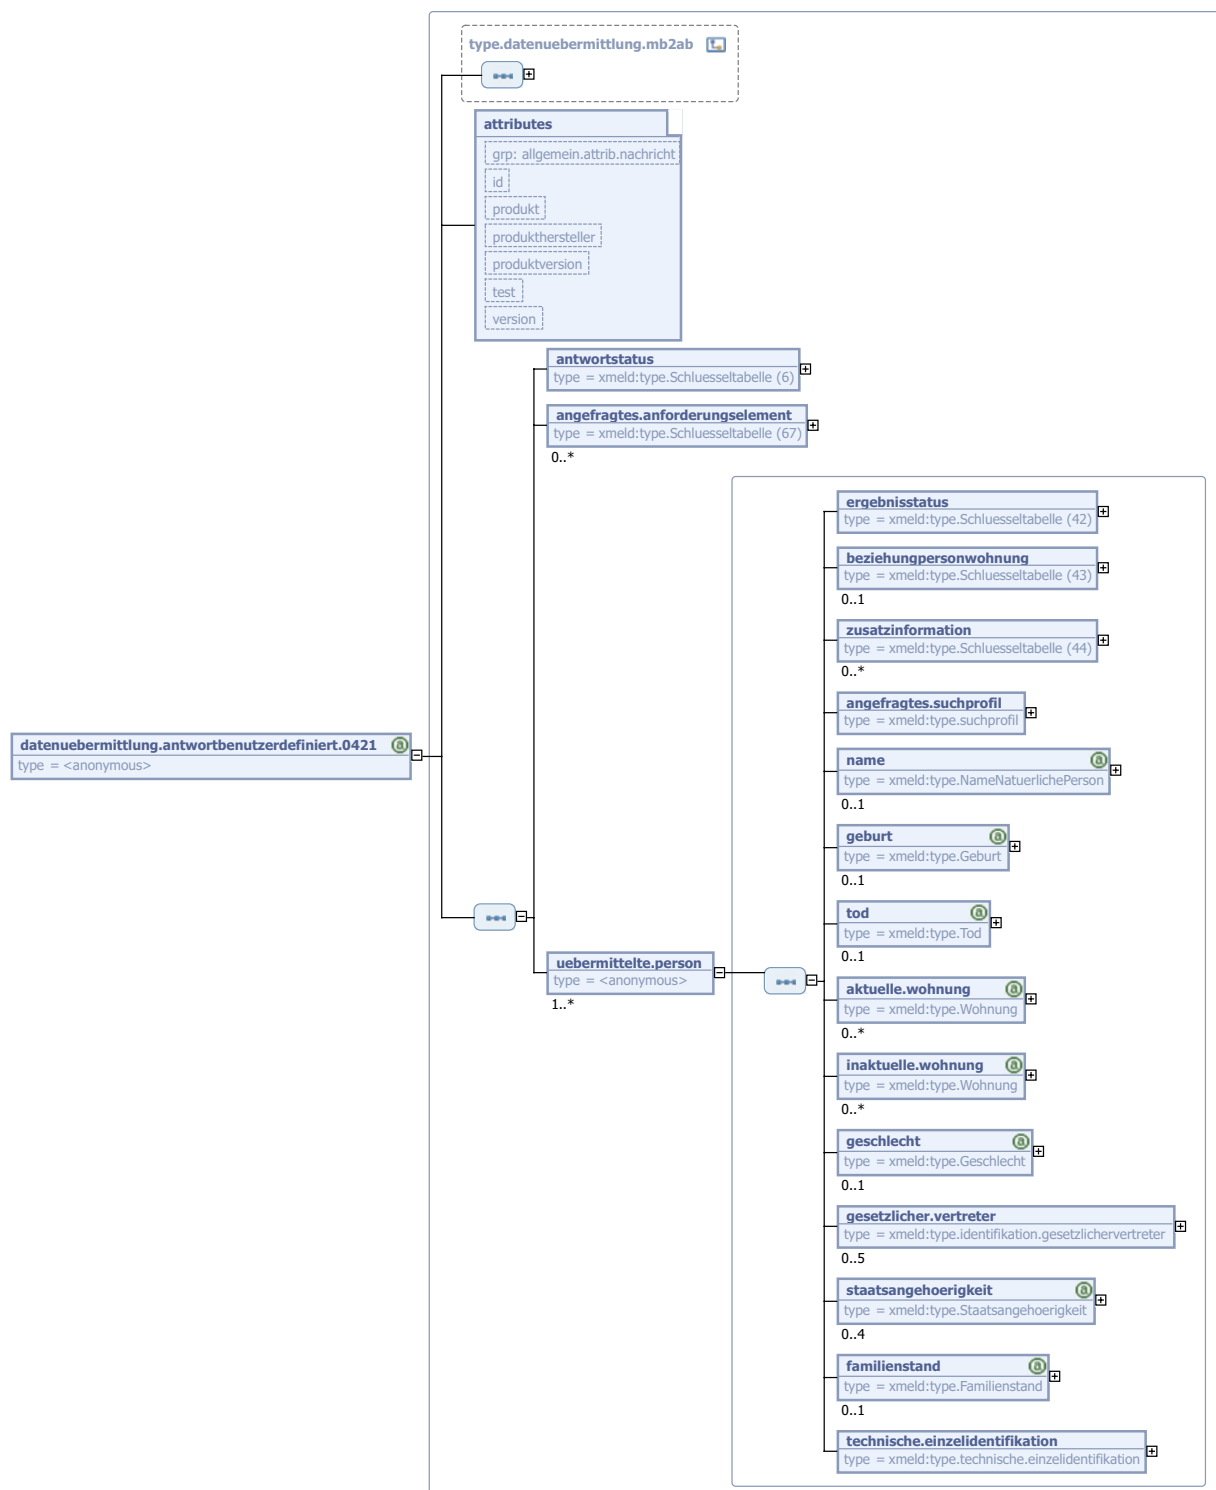 type.datenuebermittlung.mb2ab
attributes
grp: allgemein.attrib.nachricht
id
produkt
produkthersteller
produktversion
test
version
antwortstatus
type = xmeld:type.Schluesseltabelle (6)
angefragtes.anforderungselement
type = xmeld:type.Schluesseltabelle (67)
0..*
ergebnisstatus
type = xmeld:type.Schluesseltabelle (42)
beziehungpersonwohnung
type = xmeld:type.Schluesseltabelle (43)
0..1
zusatzinformation
type = xmeld:type.Schluesseltabelle (44)
0..*
angefragtes.suchprofil
type = xmeld:type.suchprofil
datenuebermittlung.antwortbenutzerdefiniert.0421 @
type = <anonymous>
name @
type = xmeld:type.NameNatuerlichePerson
0..1
geburt @
type = xmeld:type.Geburt
0..1
tod @
type = xmeld:type.Tod
0..1
uebermittelte.person
type = <anonymous>
1..*
aktuelle.wohnung @
type = xmeld:type.Wohnung
0..*
inaktuelle.wohnung @
type = xmeld:type.Wohnung
0..*
geschlecht @
type = xmeld:type.Geschlecht
0..1
gesetzlicher.vertreter
type = xmeld:type.identifikation.gesetzlichervertreter
0..5
staatsangehoerigkeit @
type = xmeld:type.Staatsangehoerigkeit
0..4
familienstand @
type = xmeld:type.Familienstand
0..1
technische.einzelidentifikation
type = xmeld:type.technische.einzelidentifikation